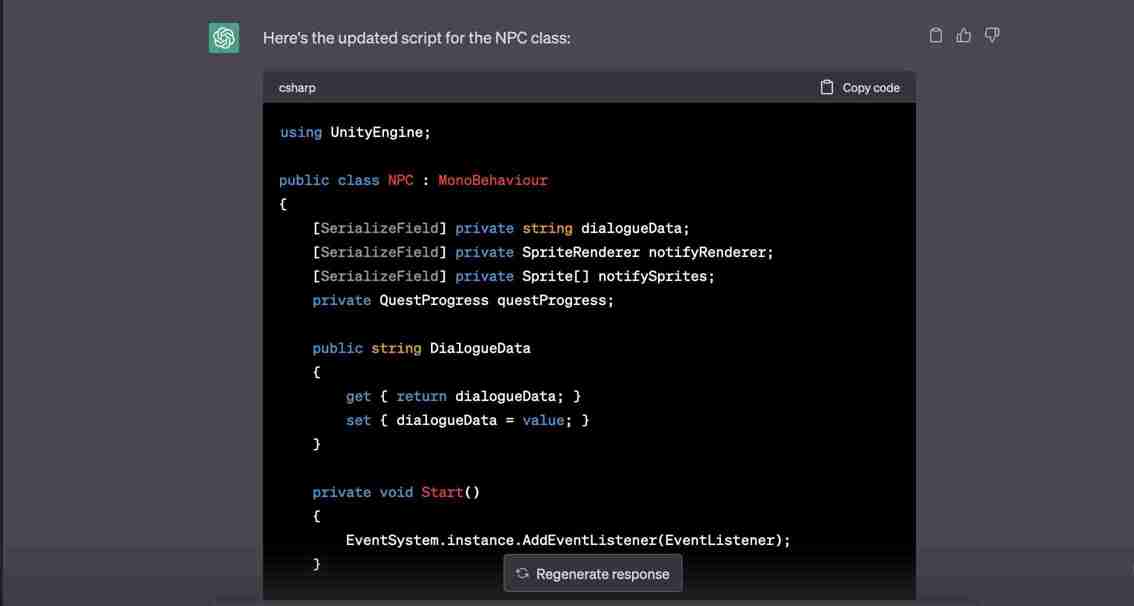 Here's the updated script for the NPC class:
csharp
Copy code
using UnityEngine;
public class NPC : MonoBehaviour
{
[SerializeField] private string dialogueData;
[SerializeField] private SpriteRenderer notifyRenderer;
[SerializeField] private Sprite[] notifySprites;
private QuestProgress questProgress;
public string DialogueData
{
get { return dialogueData; }
set { dialogueData = value; }
}
private void Start()
{
EventSystem.instance.AddEventListener(EventListener);
}
Regenerate response